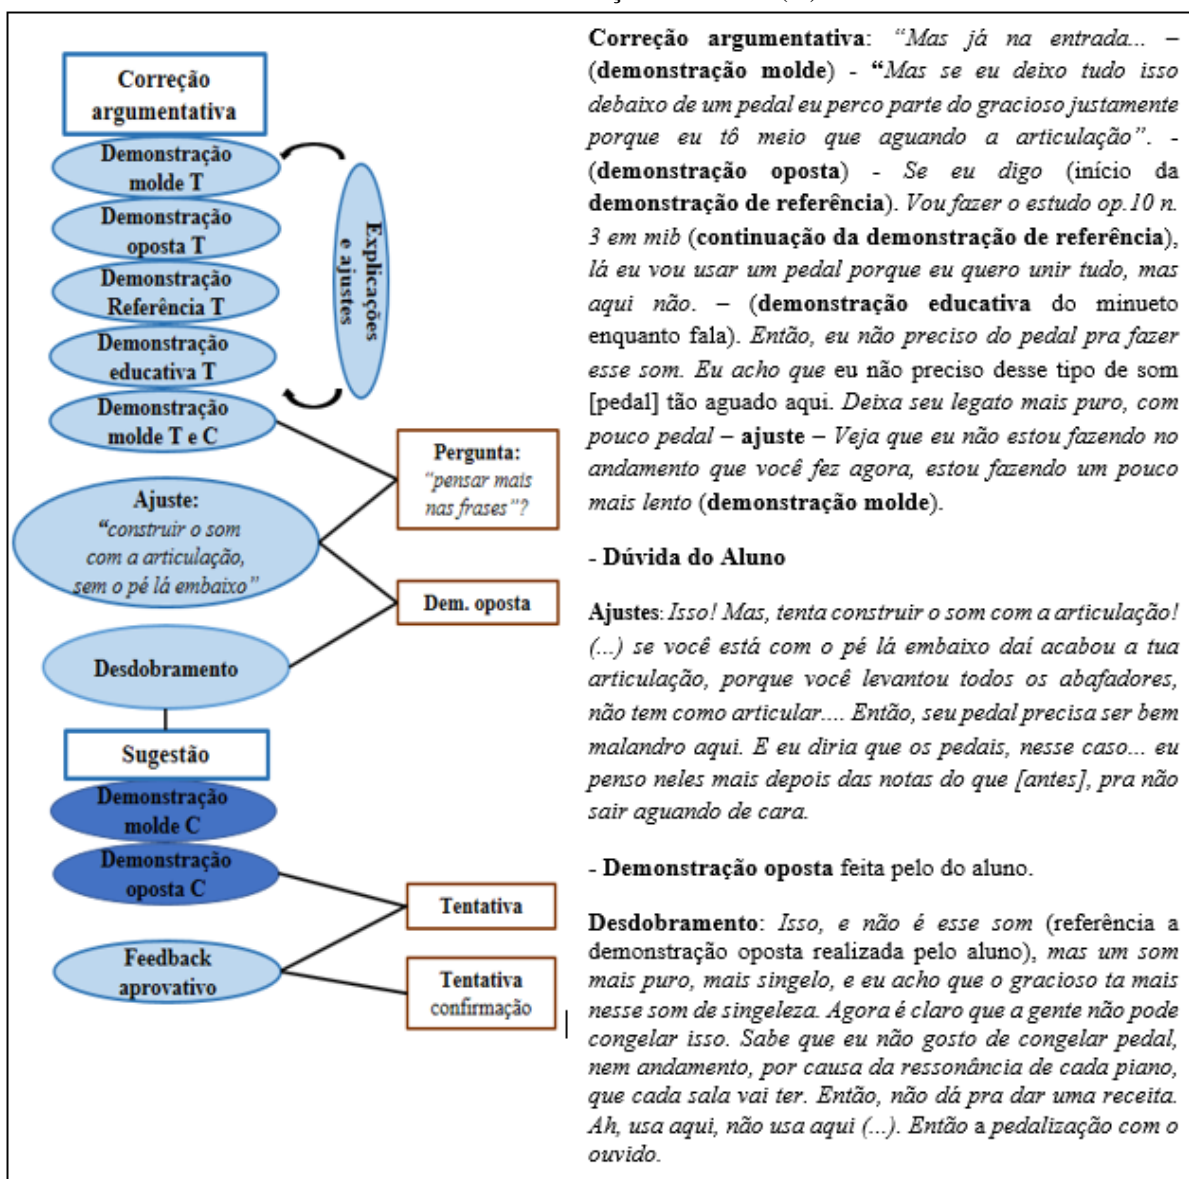 Correção
argumentativa
Demonstração
molde T
Demonstração
oposta T
Demonstração
Referência T
Demonstração
educativa T
Demonstração
molde T e C
Explicações
e ajustes
Pergunta:
“pensar mais
nas frases”?
Ajuste:
“construir o som
com a articulação,
sem o pé lá embaixo”
Dem. oposta
Desdobramento
Sugestão
Demonstração
molde C
Demonstração
oposta C
Tentativa
Feedback
aprovativo
Tentativa
confirmação
Correção argumentativa: “Mas já na entrada... –
(demonstração molde) - “Mas se eu deixo tudo isso
debaixo de um pedal eu perco parte do gracioso justamente
porque eu tô meio que aguando a articulação”. -
(demonstração oposta) - Se eu digo (início da
demonstração de referência). Vou fazer o estudo op.10 n.
3 em mib (continuação da demonstração de referência),
lá eu vou usar um pedal porque eu quero unir tudo, mas
aqui não. – (demonstração educativa do minueto
enquanto fala). Então, eu não preciso do pedal pra fazer
esse som. Eu acho que eu não preciso desse tipo de som
[pedal] tão aguado aqui. Deixa seu legato mais puro, com
pouco pedal – ajuste – Veja que eu não estou fazendo no
andamento que você fez agora, estou fazendo um pouco
mais lento (demonstração molde).
- Dúvida do Aluno
Ajustes: Isso! Mas, tenta construir o som com a articulação!
(...) se você está com o pé lá embaixo daí acabou a tua
articulação, porque você levantou todos os abafadores,
não tem como articular.... Então, seu pedal precisa ser bem
malandro aqui. E eu diria que os pedais, nesse caso... eu
penso neles mais depois das notas do que [antes], pra não
sair aguando de cara.
- Demonstração oposta feita pelo do aluno.
Desdobramento: Isso, e não é esse som (referência a
demonstração oposta realizada pelo aluno), mas um som
mais puro, mais singelo, e eu acho que o gracioso ta mais
nesse som de singeleza. Agora é claro que a gente não pode
congelar isso. Sabe que eu não gosto de congelar pedal,
nem andamento, por causa da ressonância de cada piano,
que cada sala vai ter. Então, não dá pra dar uma receita.
Ah, usa aqui, não usa aqui (...). Então a pedalização com o
ouvido.